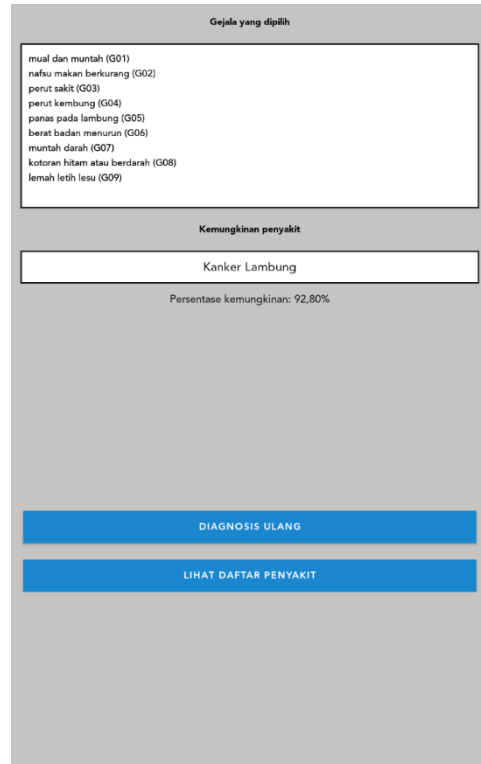 Gejala yang dipilih
mual dan muntah (G01)
nafsu makan berkurang (G02)
perut sakit (G03)
perut kembung (G04)
panas pada lambung (G05)
berat badan menurun (G06)
muntah darah (G07)
kotoran hitam atau berdarah (G08)
lemah letih lesu (G09)
Kemungkinan penyakit
Kanker Lambung
Persentase kemungkinan: 92,80%
DIAGNOSIS ULANG
LIHAT DAFTAR PENYAKIT